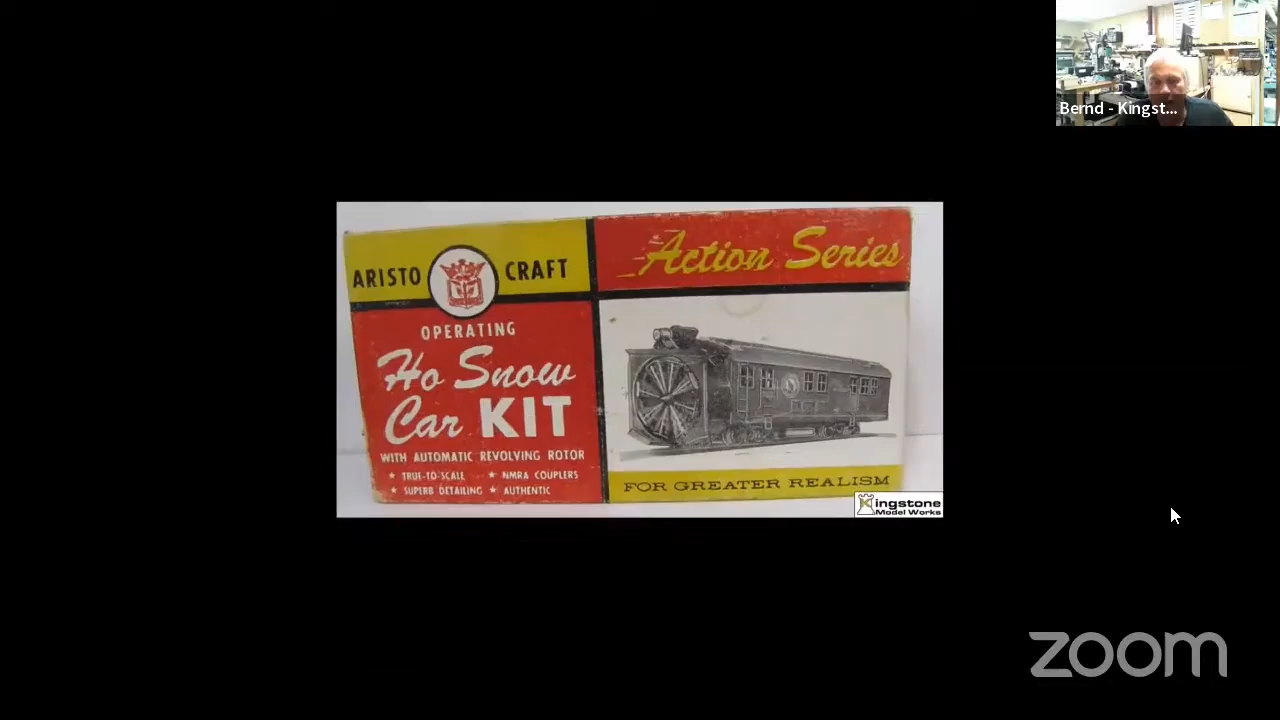 Bernd - Kingst...
ARISTO CRAFT
Action Series
OPERATING
Ho Snow
Car KIT
WITH AUTOMATIC REVOLVING ROTOR
★ TRUE-TO-SCALE ★ NMRA COUPLERS
★ SUPERB DETAILING ★ AUTHENTIC
FOR GREATER REALISM
Kingstone
Model Works
zoom